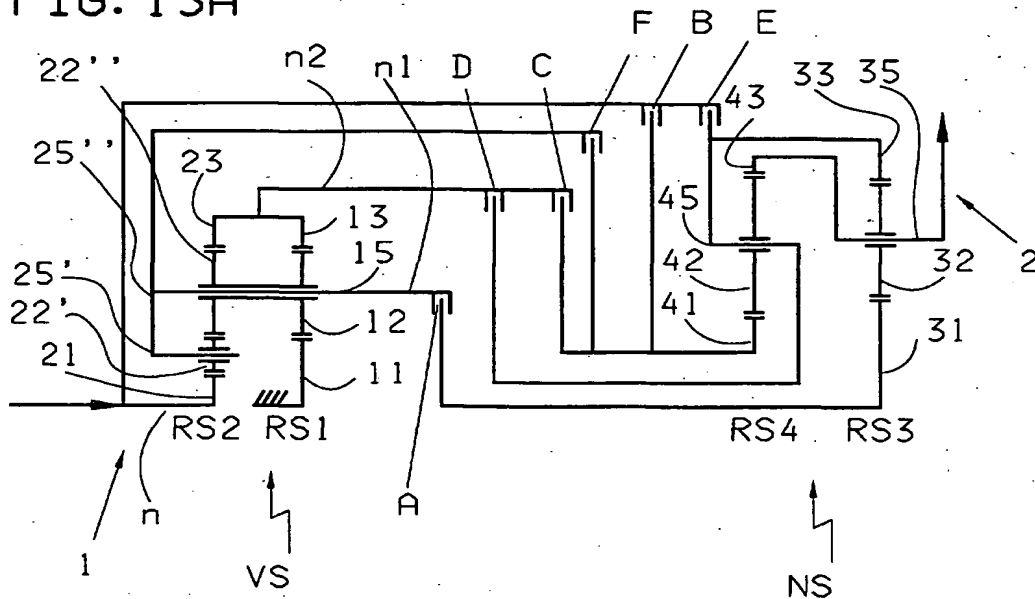 FIG. 13A
F B E
22'' n2 D C n1 43 33 35
25'' 23 13
15 45
25' 42 32 2
22' 12 41
21 11 31
RS2 RS1 RS4 RS3
n A
1 VS NS